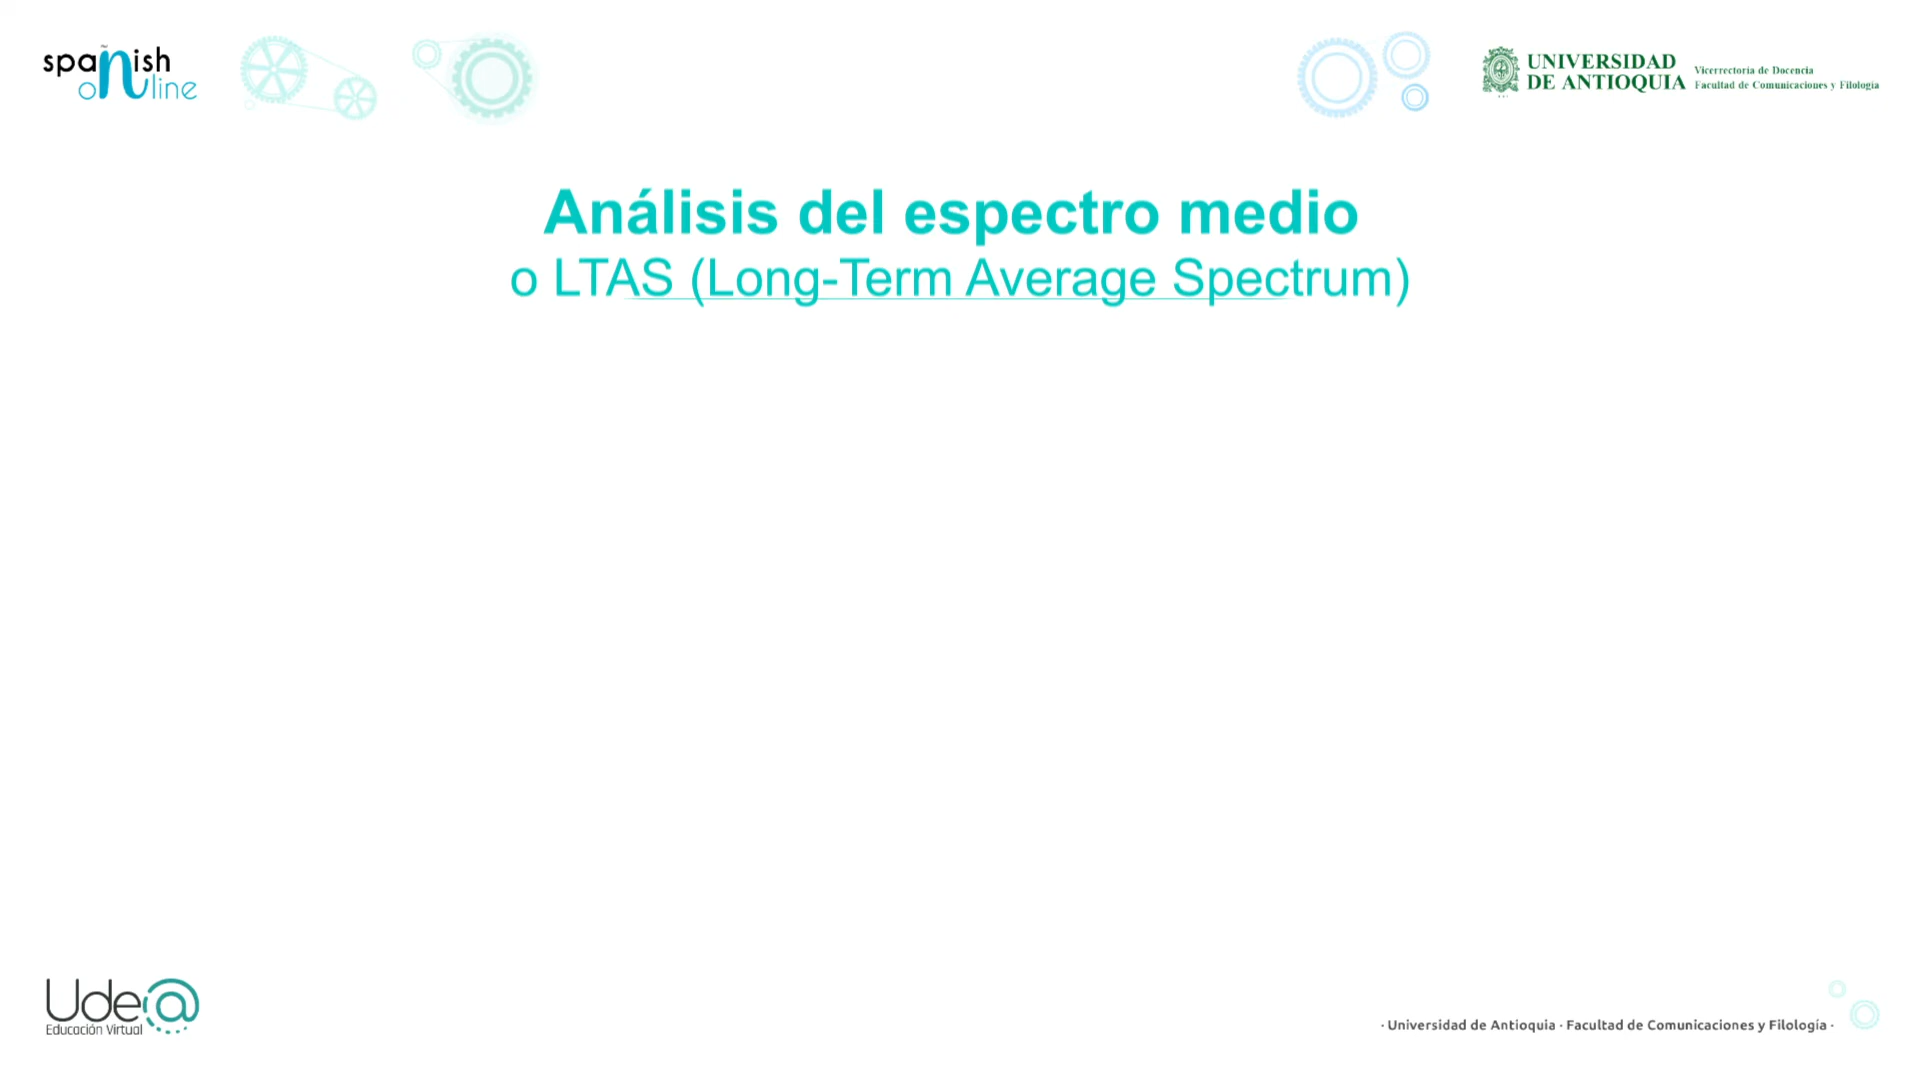 spañish
online
UNIVERSIDAD
DE ANTIOQUIA
Vicerrectoría de Docencia
Facultad de Comunicaciones y Filología
Análisis del espectro medio
o LTAS (Long-Term Average Spectrum)
Ude@
Educación Virtual
· Universidad de Antioquia · Facultad de Comunicaciones y Filología ·